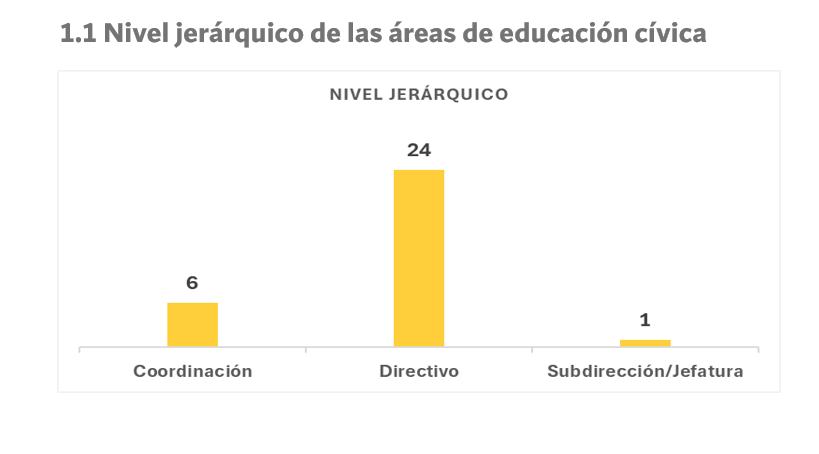 1.1 Nivel jerárquico de las áreas de educación cívica
NIVEL JERÁRQUICO
24
6
1
Coordinación Directivo Subdirección/Jefatura